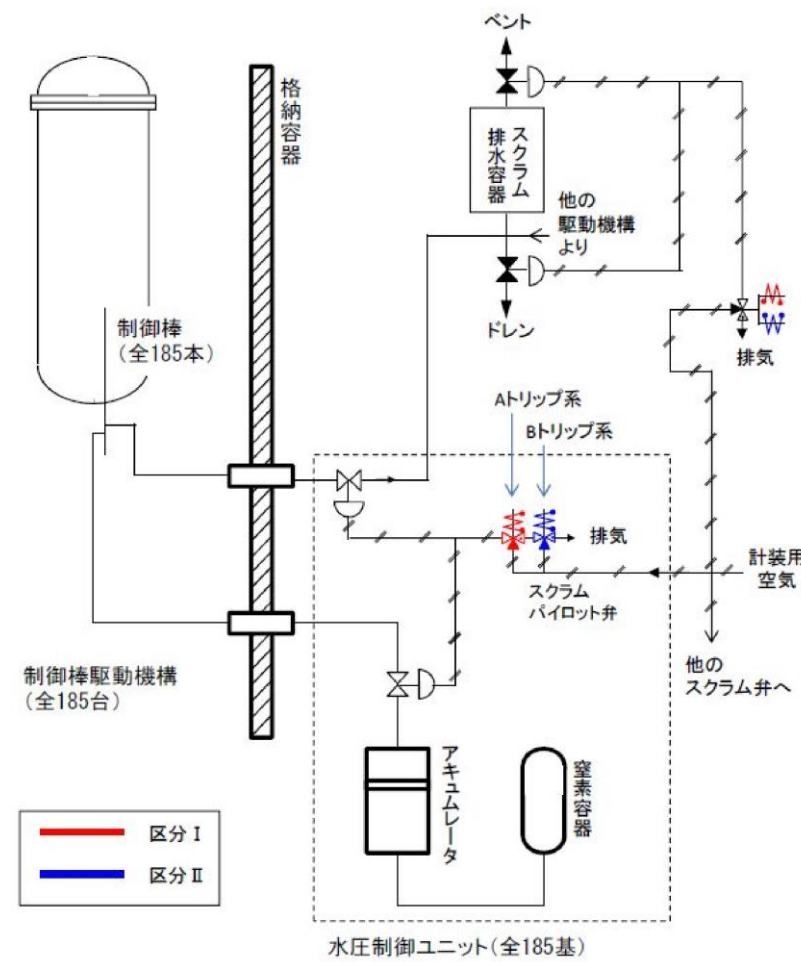 ベント
格納容器
スクラム
排水容器
他の
駆動機構
より
ドレン
制御棒
（全185本）
排気
Aトリップ系
Bトリップ系
排気
計装用
空気
スクラム
パイロット弁
他の
スクラム弁へ
制御棒駆動機構
（全185台）
アキュムレータ
窒素容器
区分Ⅰ
区分Ⅱ
水圧制御ユニット（全185基）